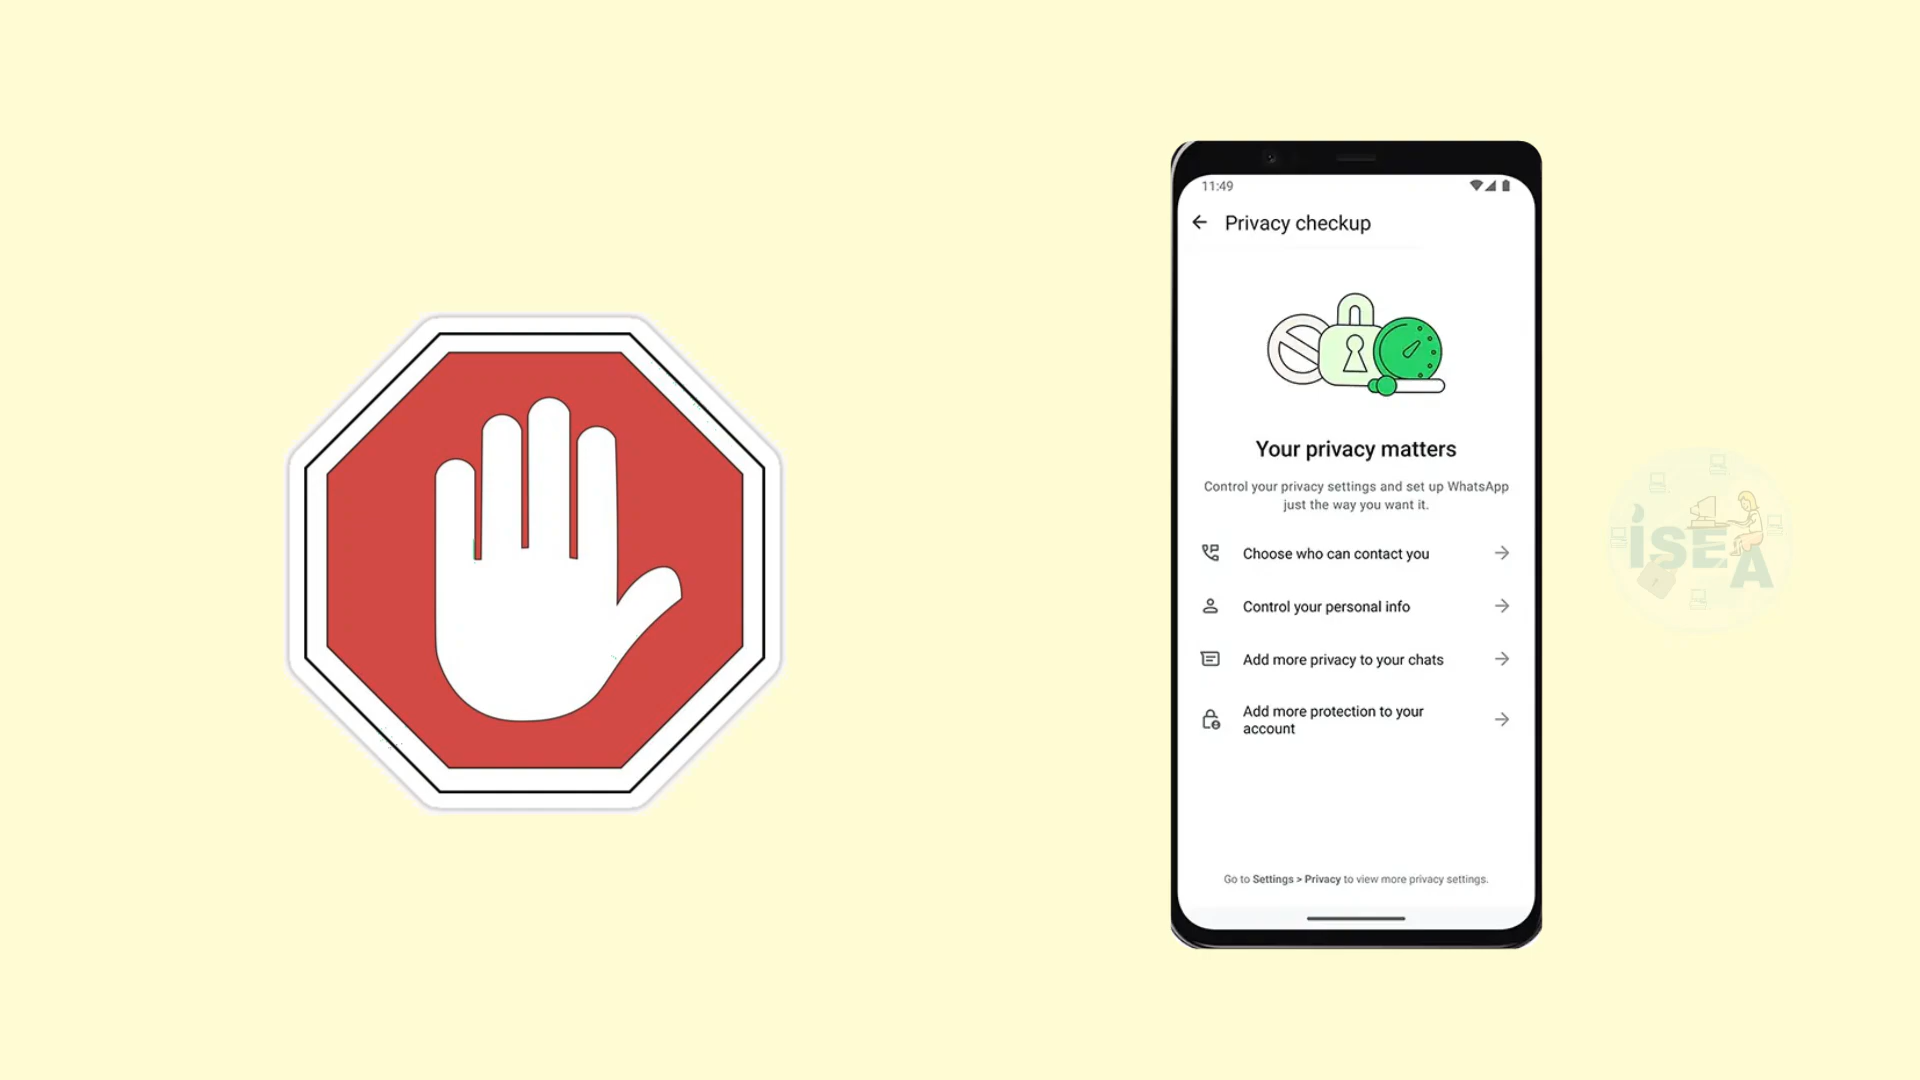 11:49
Privacy checkup
Your privacy matters
Control your privacy settings and set up WhatsApp
just the way you want it.
Choose who can contact you
Control your personal info
Add more privacy to your chats
Add more protection to your
account
Go to Settings > Privacy to view more privacy settings.
iSEA